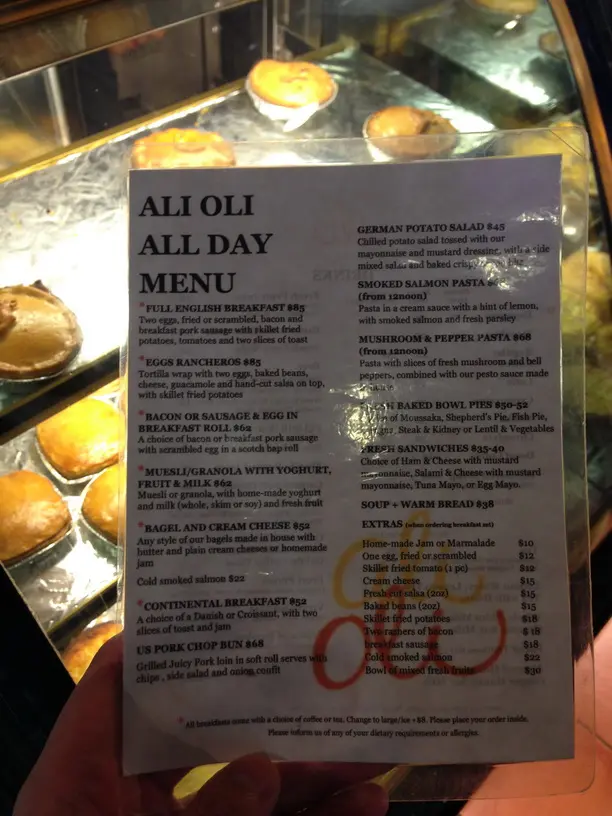 ALI OLI
ALL DAY
MENU
*FULL ENGLISH BREAKFAST $85
Two eggs, fried or scrambled, bacon and
breakfast pork sausage with skillet fried
potatoes, tomatoes and two slices of toast
*EGGS RANCHEROS $85
Tortilla wrap with two eggs, baked beans,
cheese, guacamole and hand-cut salsa on top,
with skillet fried potatoes
*BACON OR SAUSAGE & EGG IN
BREAKFAST ROLL $62
A choice of bacon or breakfast pork sausage
with scrambled egg in a scotch bap roll
*MUESLI/GRANOLA WITH YOGHURT,
FRUIT & MILK $62
Muesli or granola, with home-made yoghurt
and milk (whole, skim or soy) and fresh fruit
*BAGEL AND CREAM CHEESE $52
Any style of our bagels made in house with
butter and plain cream cheeses or homemade
jam
Cold smoked salmon $22
*CONTINENTAL BREAKFAST $52
A choice of a Danish or Croissant, with two
slices of toast and jam
US PORK CHOP BUN $68
Grilled Juicy Pork loin in soft roll serves with
chips , side salad and onion confit
GERMAN POTATO SALAD $45
Chilled potato salad tossed with our
mayonnaise and mustard dressing, with a side
mixed salad and baked crispy
SMOKED SALMON PASTA
(from 12noon)
Pasta in a cream sauce with a hint of lemon,
with smoked salmon and fresh parsley
MUSHROOM & PEPPER PASTA $68
(from 12noon)
Pasta with slices of fresh mushroom and bell
peppers, combined with our pesto sauce made
BAKED BOWL PIES $50-52
of Moussaka, Shepherd's Pie, Fish Pie,
Steak & Kidney or Lentil & Vegetables
FRESH SANDWICHES $35-40
Choice of Ham & Cheese with mustard
mayonnaise, Salami & Cheese with mustard
mayonnaise, Tuna Mayo, or Egg Mayo.
SOUP + WARM BREAD $38
EXTRAS (when ordering breakfast set)
Home-made Jam or Marmalade $10
One egg, fried or scrambled $12
Skillet fried tomato (1 pc) $12
Cream cheese $15
Fresh cut salsa (2oz) $15
Baked beans (2oz) $15
Skillet fried potatoes $18
Two rashers of bacon $ 18
breakfast sausage $18
Cold smoked salmon $22
Bowl of mixed fresh fruits $30
* All breakfasts come with a choice of coffee or tea. Change to large/ice +$8. Please place your order inside.
Please inform us of any of your dietary requirements or allergies.